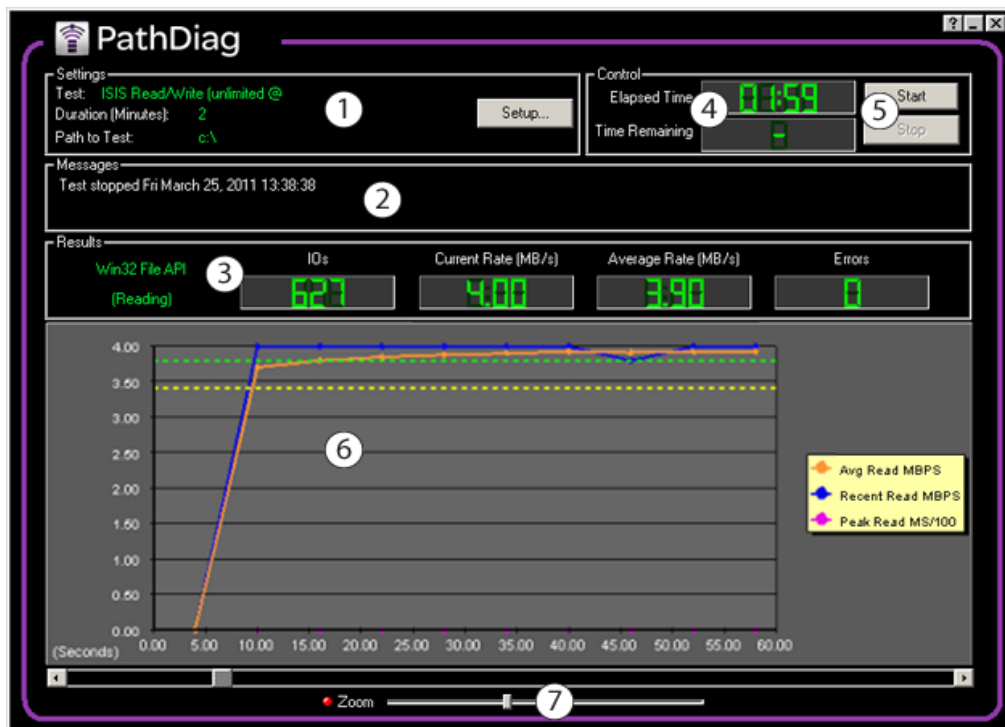 PathDiag
? _ X
Settings
Test: ISIS Read/Write (unlimited @
Duration (Minutes): 2
Path to Test: c:\
Setup...
1
Control
Elapsed Time 01:59
4
Time Remaining -
Start
5
Stop
Messages
Test stopped Fri March 25, 2011 13:38:38
2
Results
Win32 File API
(Reading)
3
IOs Current Rate (MB/s) Average Rate (MB/s) Errors
627 4.00 3.90 0
4.00
3.50
3.00
2.50
2.00
1.50
1.00
0.50
0.00
6
Avg Read MBPS
Recent Read MBPS
Peak Read MS/100
(Seconds) 0.00 5.00 10.00 15.00 20.00 25.00 30.00 35.00 40.00 45.00 50.00 55.00 60.00
Zoom
7